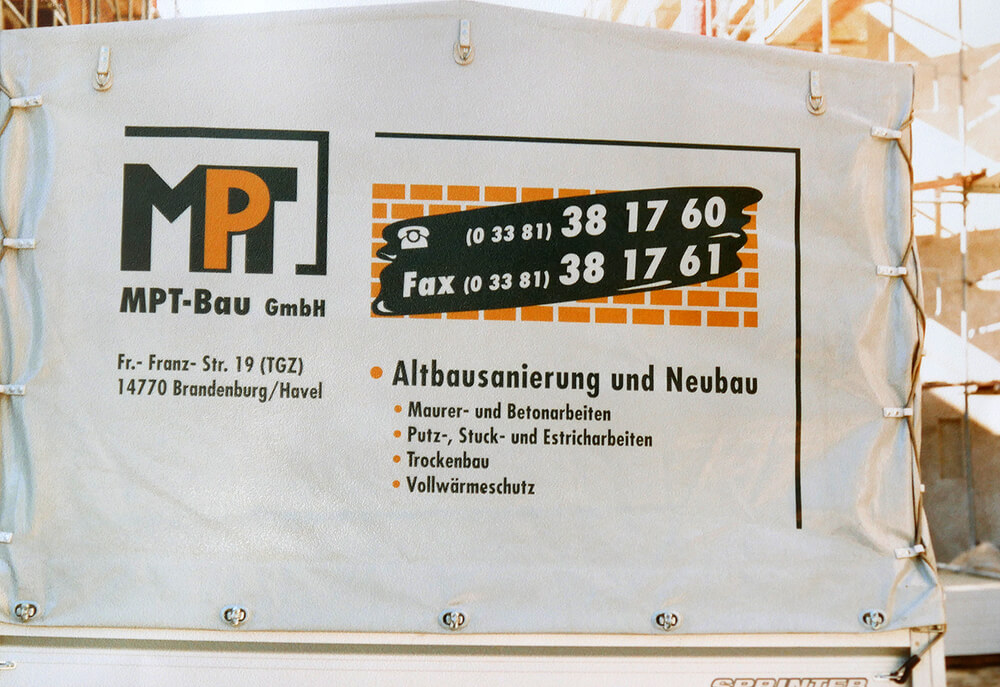 MPT
MPT-Bau GmbH
Fr.- Franz- Str. 19 (TGZ)
14770 Brandenburg/Havel
(0 33 81) 38 17 60
Fax (0 33 81) 38 17 61
• Altbausanierung und Neubau
• Maurer- und Betonarbeiten
• Putz-, Stuck- und Estricharbeiten
• Trockenbau
• Vollwärmeschutz
SPRINTER